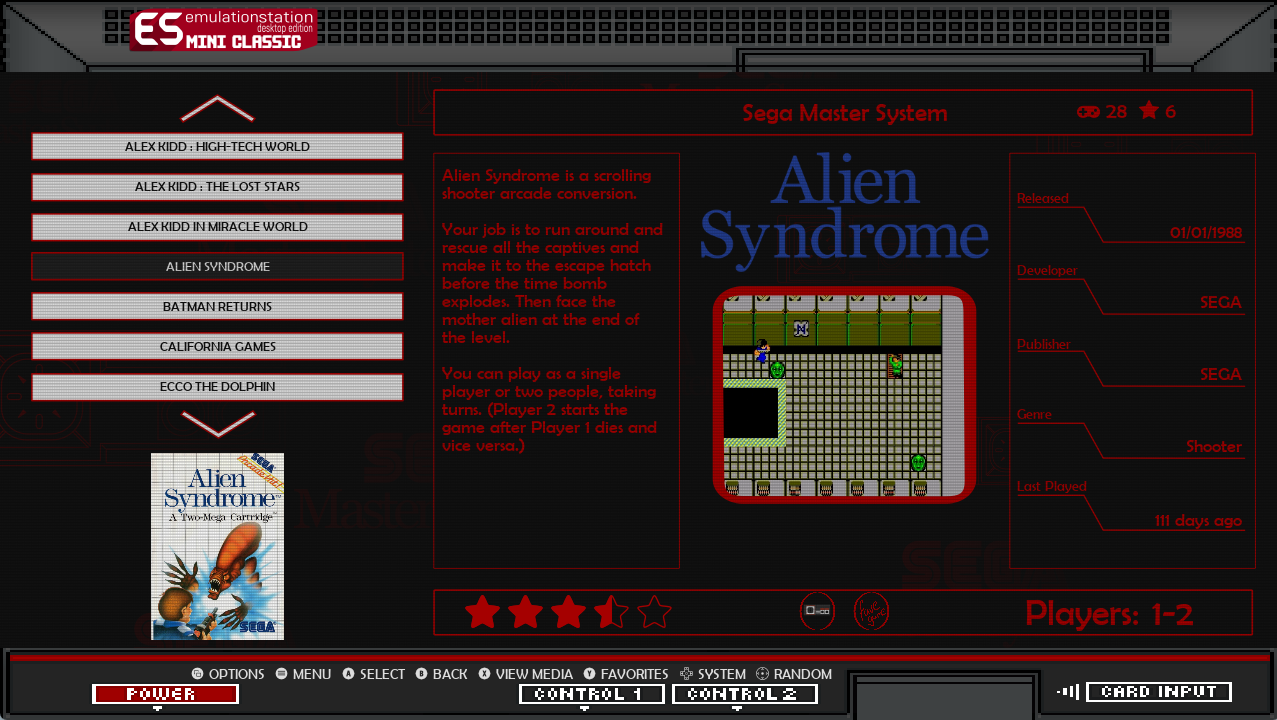 ES emulationstation
desktop edition
MINI CLASSIC
Sega Master System
28
6
ALEX KIDD : HIGH-TECH WORLD
ALEX KIDD : THE LOST STARS
ALEX KIDD IN MIRACLE WORLD
ALIEN SYNDROME
BATMAN RETURNS
CALIFORNIA GAMES
ECCO THE DOLPHIN
Alien Syndrome is a scrolling
shooter arcade conversion.
Your job is to run around and
rescue all the captives and
make it to the escape hatch
before the time bomb
explodes. Then face the
mother alien at the end of
the level.
You can play as a single
player or two people, taking
turns. (Player 2 starts the
game after Player 1 dies and
vice versa.)
Alien
Syndrome
Released
01/01/1988
Developer
SEGA
Publisher
SEGA
Genre
Shooter
Last Played
111 days ago
SEGA
Alien
Syndrome™
A Two-Mega Cartridge
SEGA
Players: 1-2
OPTIONS
MENU
A SELECT
B BACK
X VIEW MEDIA
Y FAVORITES
SYSTEM
RANDOM
POWER
CONTROL 1
CONTROL 2
CARD INPUT